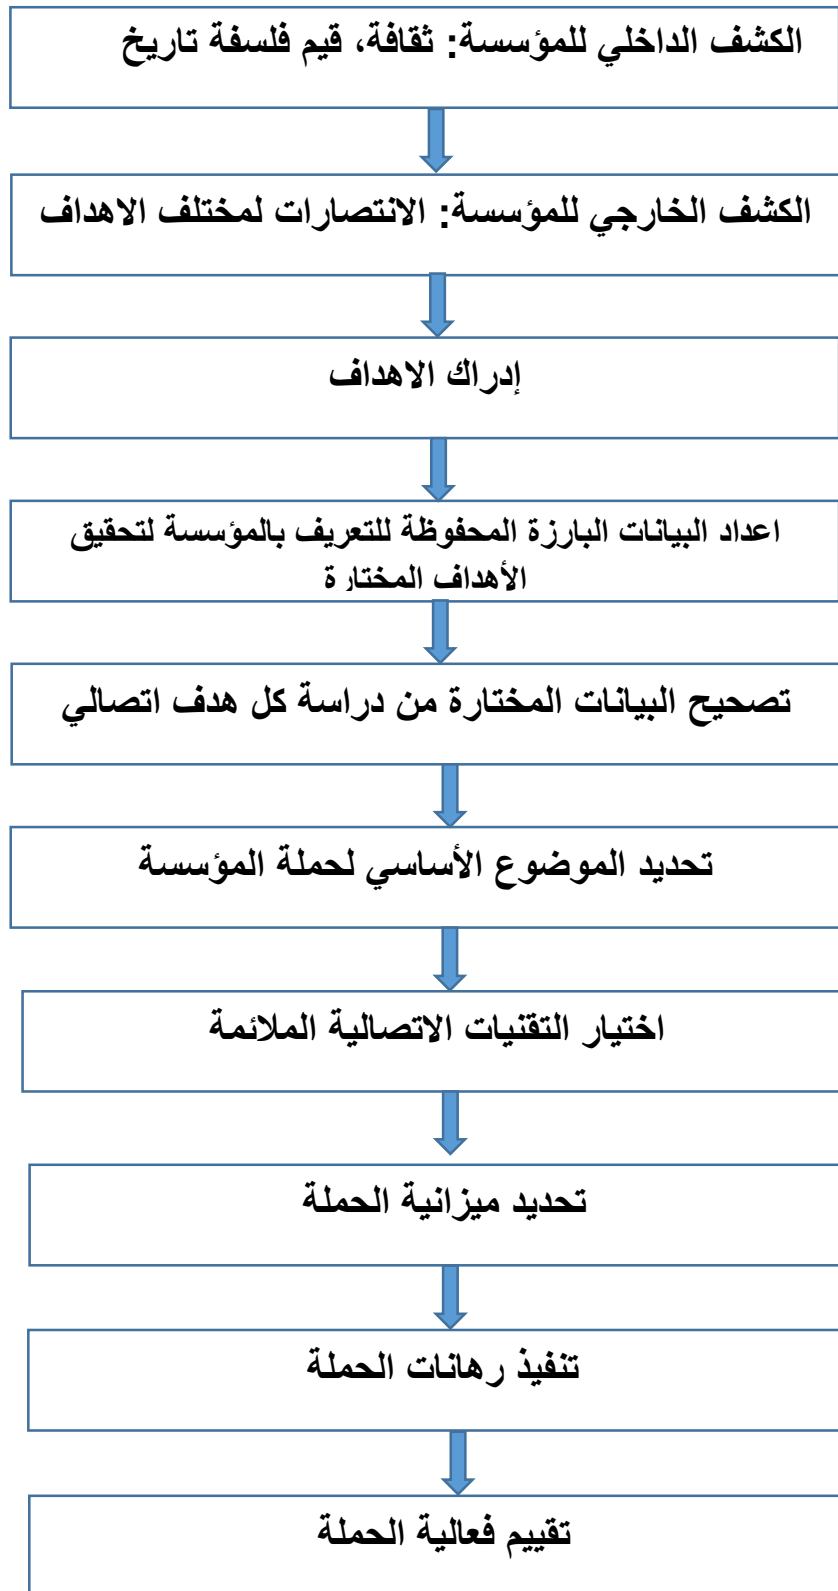 الكشف الداخلي للمؤسسة: ثقافة، قيم فلسفة تاريخ
الكشف الخارجي للمؤسسة: الانتصارات لمختلف الاهداف
إدراك الاهداف
اعداد البيانات البارزة المحفوظة للتعريف بالمؤسسة لتحقيق
الأهداف المختارة
تصحيح البيانات المختارة من دراسة كل هدف اتصالي
تحديد الموضوع الأساسي لحملة المؤسسة
اختيار التقنيات الاتصالية الملائمة
تحديد ميزانية الحملة
تنفيذ رهانات الحملة
تقييم فعالية الحملة